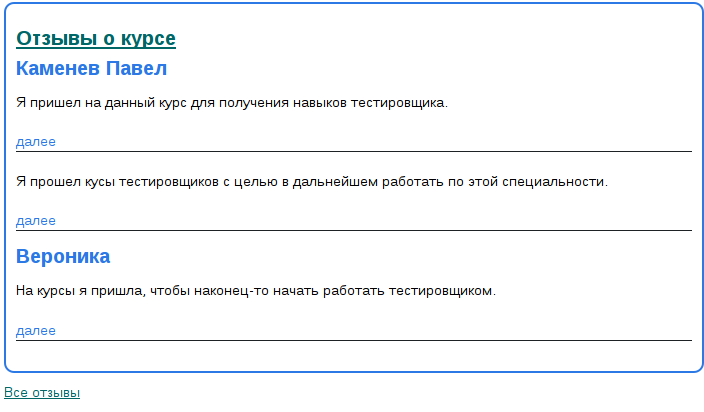 Отзывы о курсе
Каменев Павел
Я пришел на данный курс для получения навыков тестировщика.
далее
Я прошел кусы тестировщиков с целью в дальнейшем работать по этой специальности.
далее
Вероника
На курсы я пришла, чтобы наконец-то начать работать тестировщиком.
далее
Все отзывы